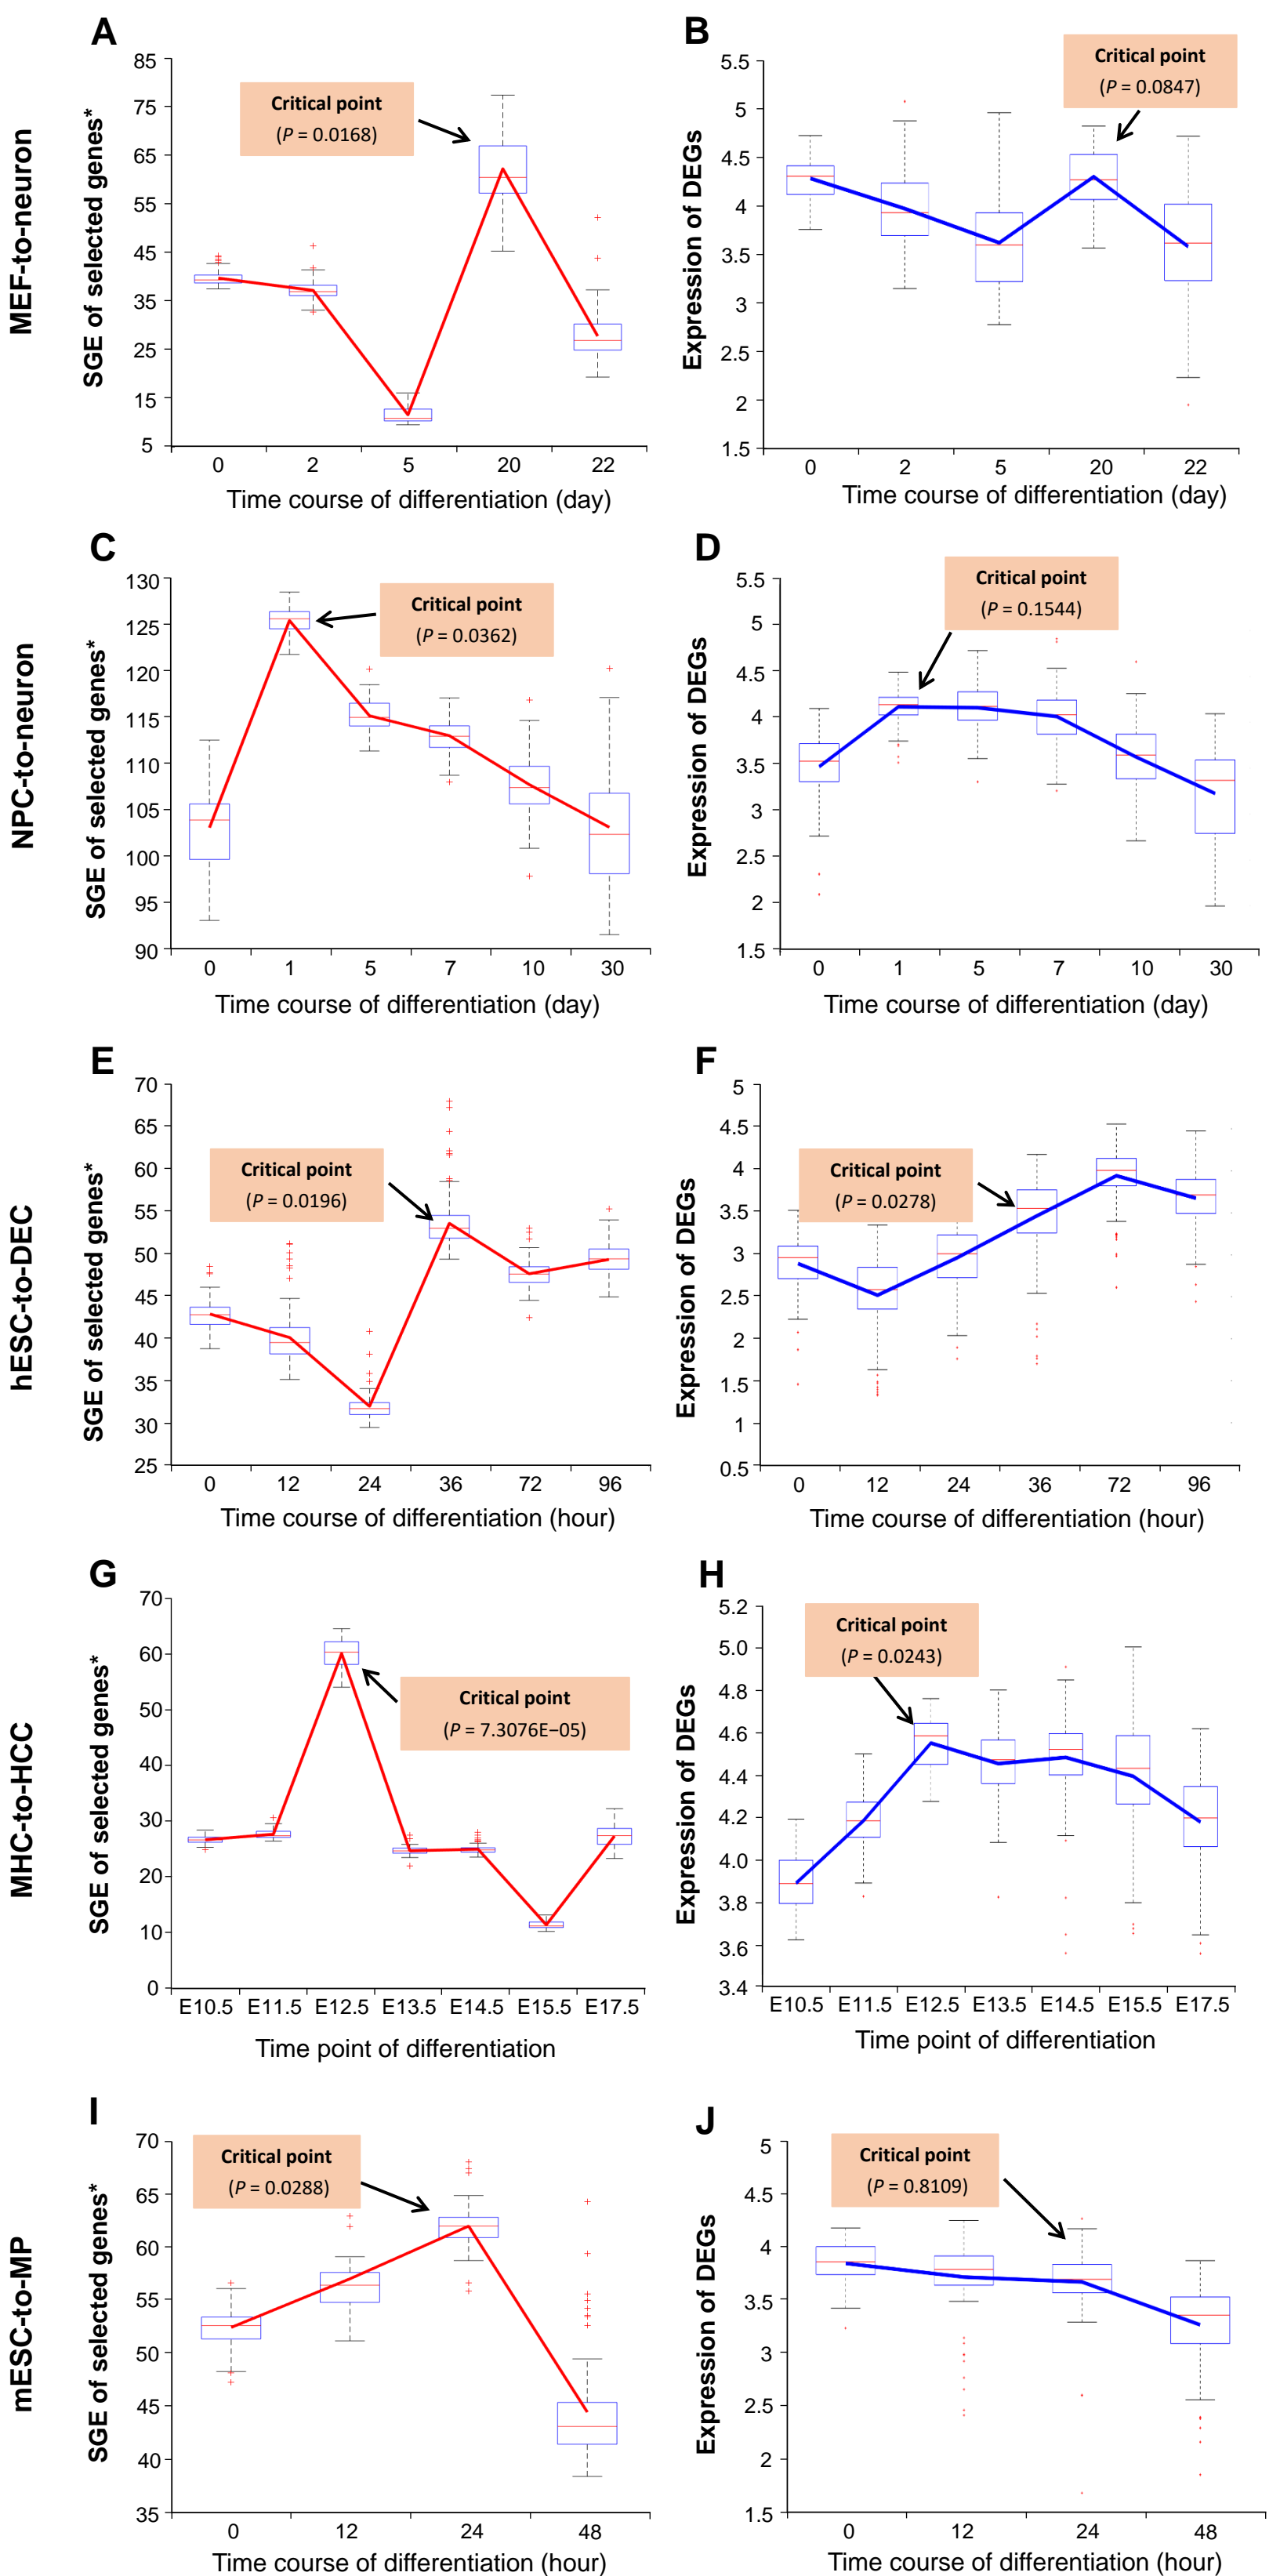 A
MEF-to-neuron
SGE of selected genes*
85
75
65
55
45
35
25
15
5
Critical point
(P = 0.0168)
0 2 5 20 22
Time course of differentiation (day)
B
Expression of DEGs
5.5
5
4.5
4
3.5
3
2.5
2
1.5
Critical point
(P = 0.0847)
0 2 5 20 22
Time course of differentiation (day)
C
NPC-to-neuron
SGE of selected genes*
130
125
120
115
110
105
100
95
90
Critical point
(P = 0.0362)
0 1 5 7 10 30
Time course of differentiation (day)
D
Expression of DEGs
5.5
5
4.5
4
3.5
3
2.5
2
1.5
Critical point
(P = 0.1544)
0 1 5 7 10 30
Time course of differentiation (day)
E
hESC-to-DEC
SGE of selected genes*
70
65
60
55
50
45
40
35
30
25
Critical point
(P = 0.0196)
0 12 24 36 72 96
Time course of differentiation (hour)
F
Expression of DEGs
5
4.5
4
3.5
3
2.5
2
1.5
1
0.5
Critical point
(P = 0.0278)
0 12 24 36 72 96
Time course of differentiation (hour)
G
MHC-to-HCC
SGE of selected genes*
70
60
50
40
30
20
10
0
Critical point
(P = 7.3076E−05)
E10.5 E11.5 E12.5 E13.5 E14.5 E15.5 E17.5
Time point of differentiation
H
Expression of DEGs
5.2
5.0
4.8
4.6
4.4
4.2
4.0
3.8
3.6
3.4
Critical point
(P = 0.0243)
E10.5 E11.5 E12.5 E13.5 E14.5 E15.5 E17.5
Time point of differentiation
I
mESC-to-MP
SGE of selected genes*
70
65
60
55
50
45
40
35
Critical point
(P = 0.0288)
0 12 24 48
Time course of differentiation (hour)
J
Expression of DEGs
5
4.5
4
3.5
3
2.5
2
1.5
Critical point
(P = 0.8109)
0 12 24 48
Time course of differentiation (hour)